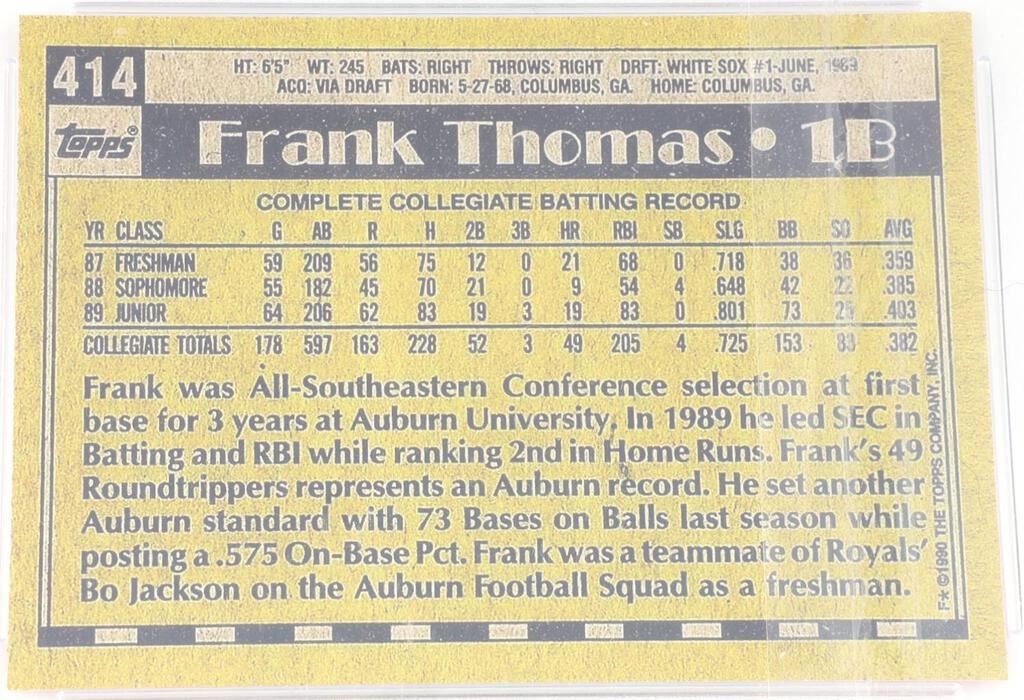 414
HT: 6'5" WT: 245 BATS: RIGHT THROWS: RIGHT DRFT: WHITE SOX #1-JUNE, 1989
ACQ: VIA DRAFT BORN: 5-27-68, COLUMBUS, GA. HOME: COLUMBUS, GA.
TOPPS®
Frank Thomas • 1B
COMPLETE COLLEGIATE BATTING RECORD
YR CLASS G AB R H 2B 3B HR RBI SB SLG BB SO AVG
87 FRESHMAN 59 209 56 75 12 0 21 68 0 .718 38 36 .359
88 SOPHOMORE 55 182 45 70 21 0 9 54 4 .648 42 22 .385
89 JUNIOR 64 206 62 83 19 3 19 83 0 .801 73 25 .403
COLLEGIATE TOTALS 178 597 163 228 52 3 49 205 4 .725 153 83 .382
Frank was All-Southeastern Conference selection at first
base for 3 years at Auburn University. In 1989 he led SEC in
Batting and RBI while ranking 2nd in Home Runs. Frank's 49
Roundtrippers represents an Auburn record. He set another
Auburn standard with 73 Bases on Balls last season while
posting a .575 On-Base Pct. Frank was a teammate of Royals'
Bo Jackson on the Auburn Football Squad as a freshman.
F* ©1990 THE TOPPS COMPANY, INC.